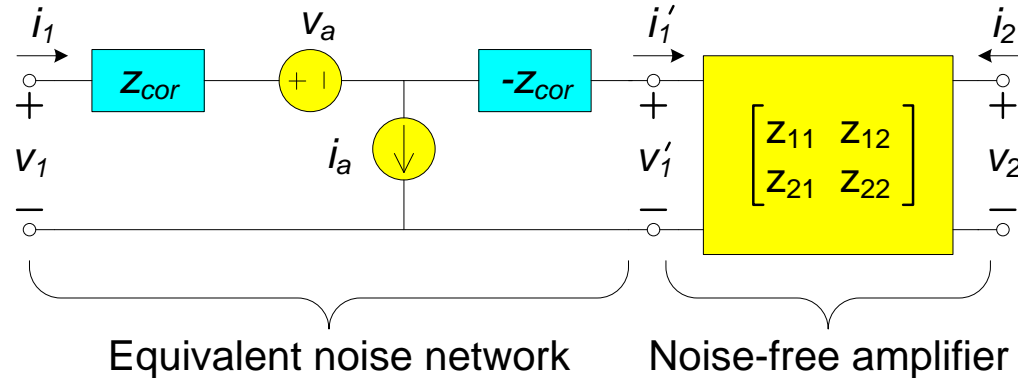 i1
va
i1′
i2
zcor
+ −
-zcor
+
+
+
v1
ia
v1′
z11 z12
z21 z22
v2
−
−
−
Equivalent noise network
Noise-free amplifier